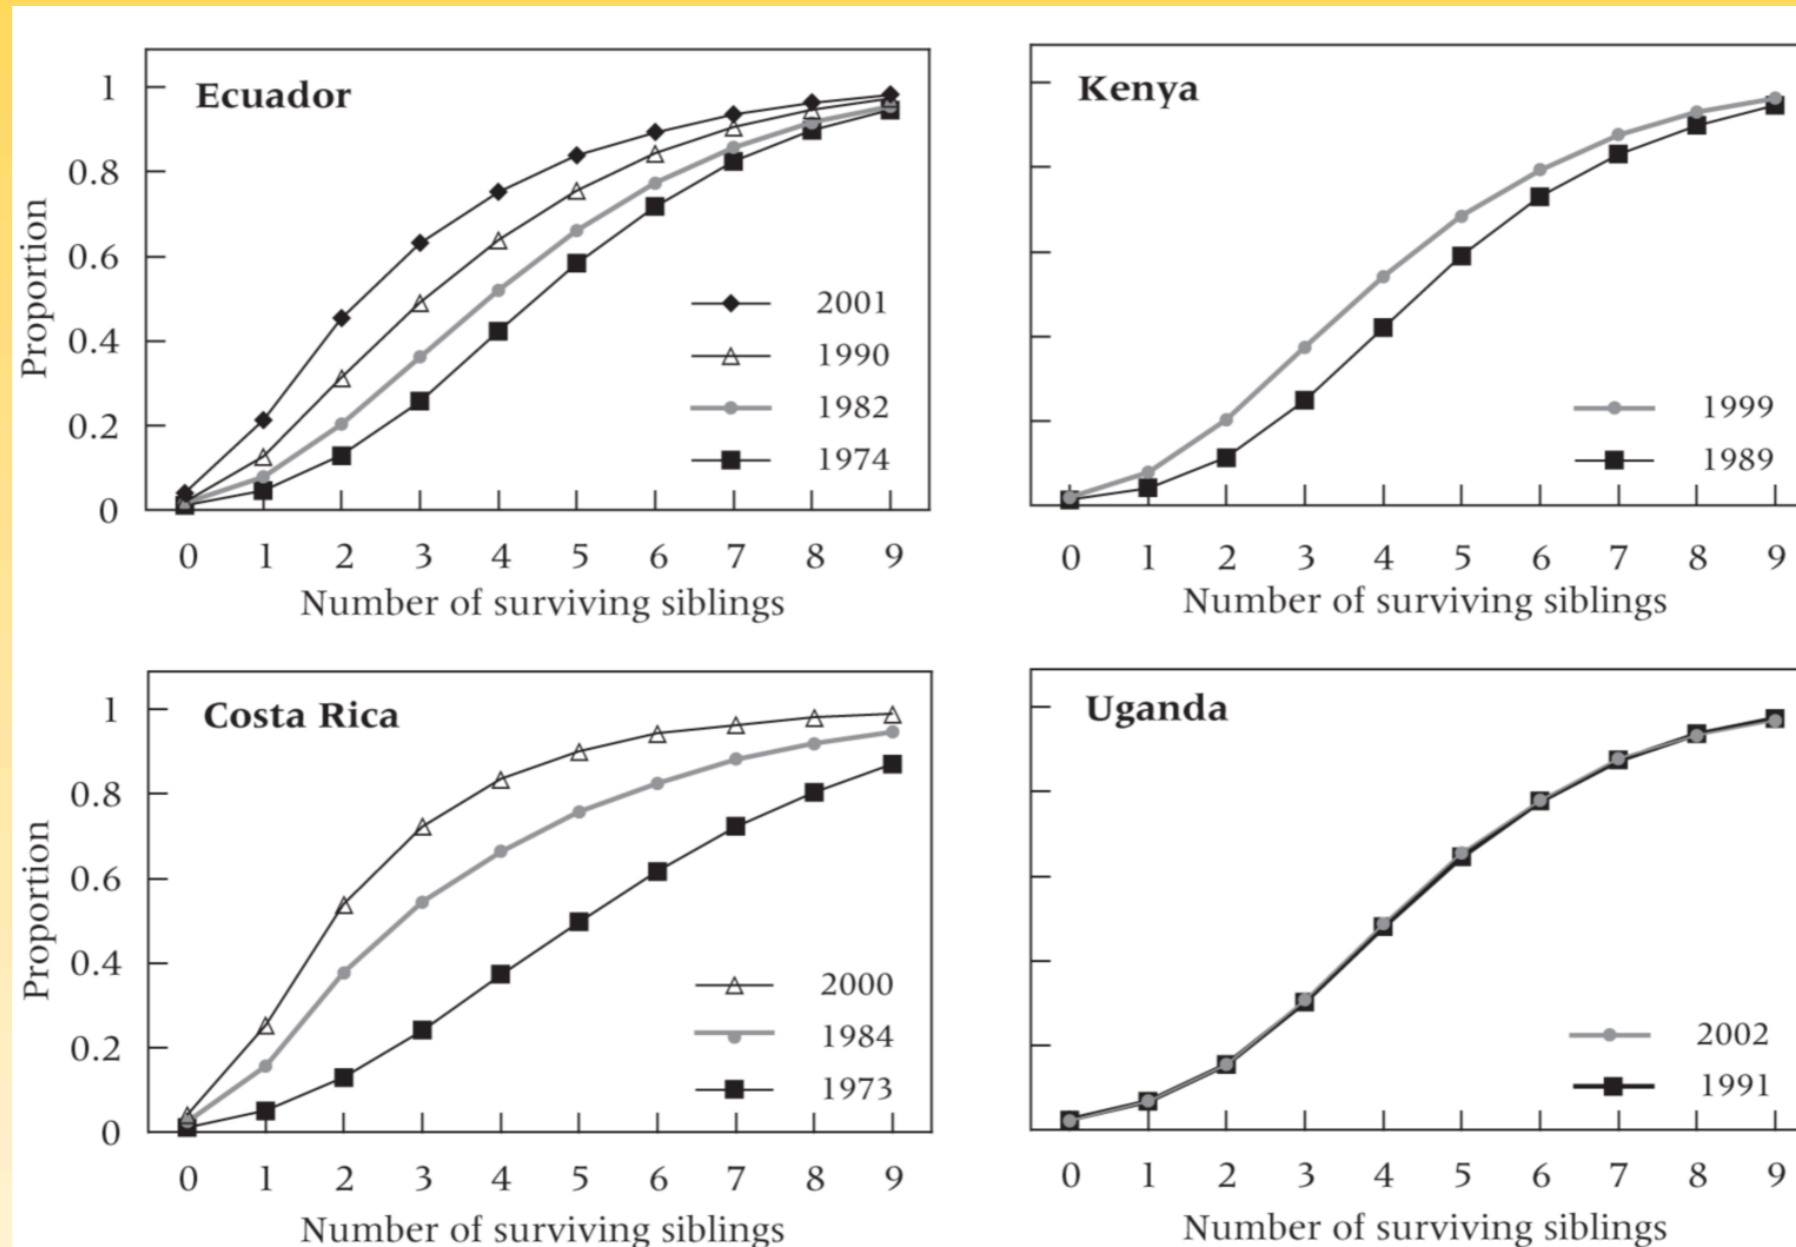 Ecuador
Proportion
1
0.8
0.6
0.4
0.2
0
2001
1990
1982
1974
0 1 2 3 4 5 6 7 8 9
Number of surviving siblings
Kenya
1999
1989
0 1 2 3 4 5 6 7 8 9
Number of surviving siblings
Costa Rica
Proportion
1
0.8
0.6
0.4
0.2
0
2000
1984
1973
0 1 2 3 4 5 6 7 8 9
Number of surviving siblings
Uganda
2002
1991
0 1 2 3 4 5 6 7 8 9
Number of surviving siblings